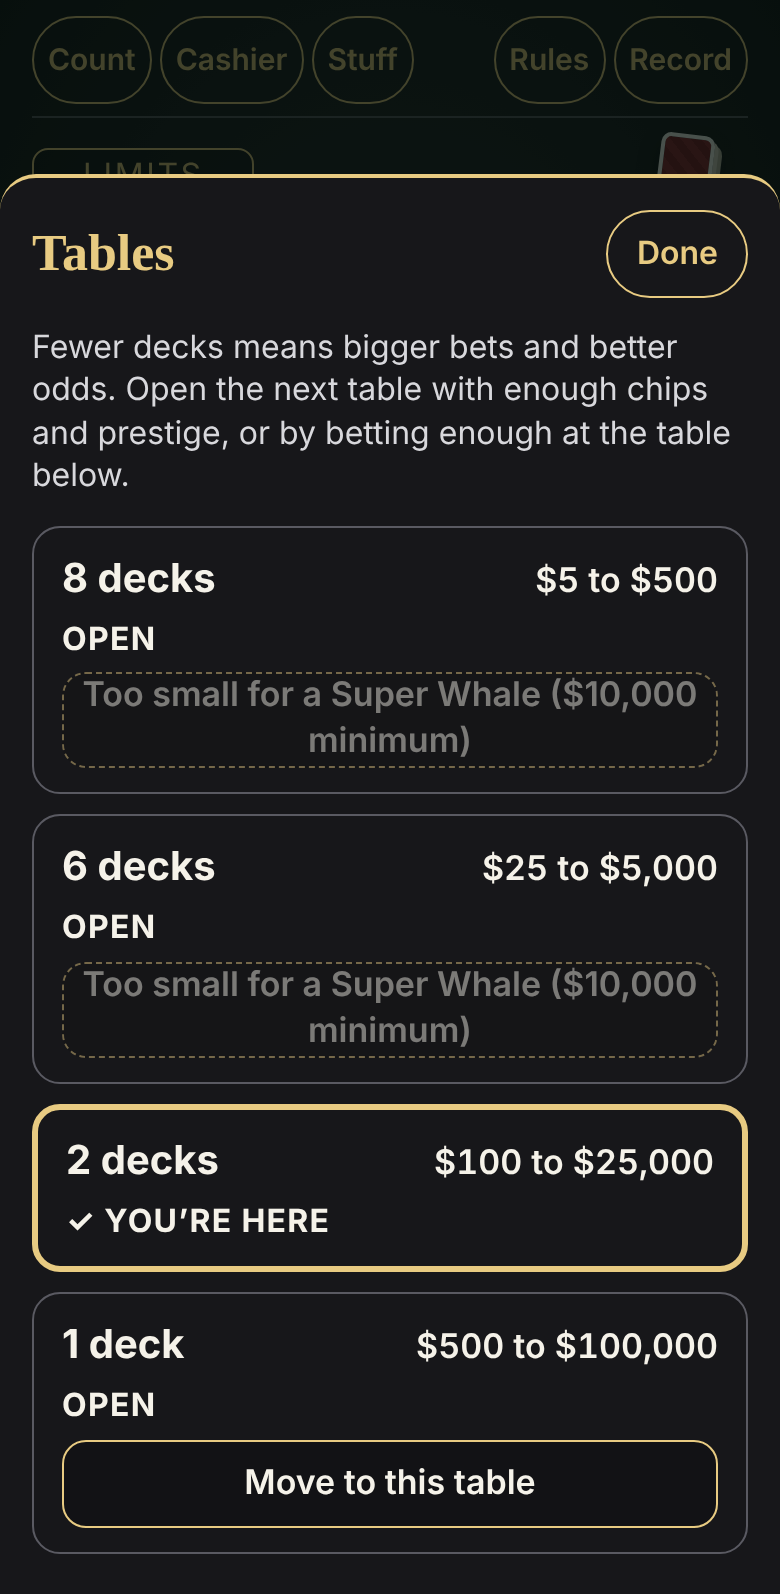 Count Cashier Stuff Rules Record
LIMITS
Tables
Done
Fewer decks means bigger bets and better
odds. Open the next table with enough chips
and prestige, or by betting enough at the table
below.
8 decks $5 to $500
OPEN
Too small for a Super Whale ($10,000
minimum)
6 decks $25 to $5,000
OPEN
Too small for a Super Whale ($10,000
minimum)
2 decks $100 to $25,000
✓ YOU’RE HERE
1 deck $500 to $100,000
OPEN
Move to this table